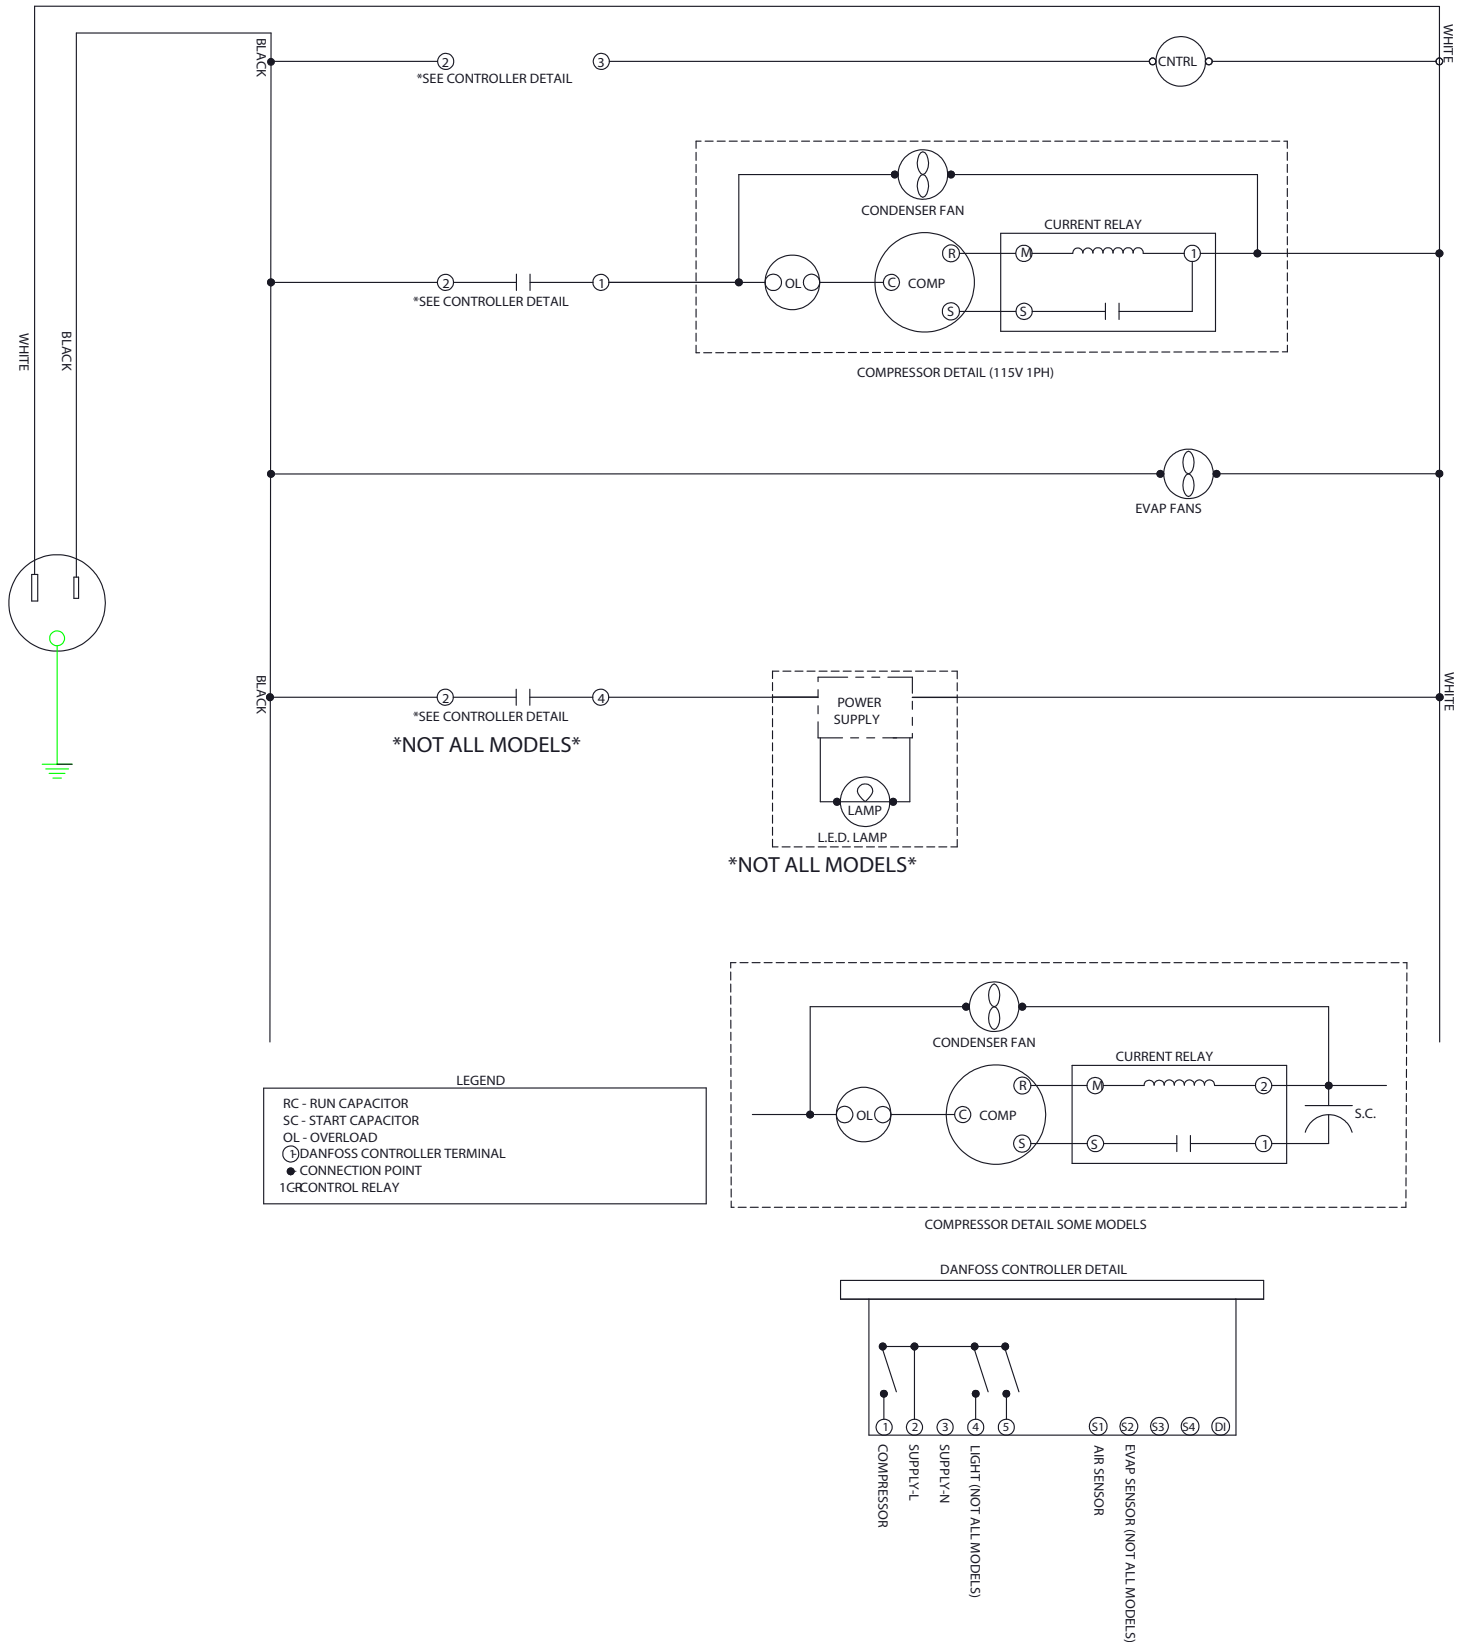 BLACK
WHITE
2
3
CNTRL
*SEE CONTROLLER DETAIL
CONDENSER FAN
CURRENT RELAY
R
M
1
2
1
OL
C
COMP
*SEE CONTROLLER DETAIL
S
S
WHITE
BLACK
COMPRESSOR DETAIL (115V 1PH)
EVAP FANS
BLACK
WHITE
2
4
POWER
SUPPLY
*SEE CONTROLLER DETAIL
*NOT ALL MODELS*
LAMP
L.E.D. LAMP
*NOT ALL MODELS*
CONDENSER FAN
CURRENT RELAY
R
M
2
OL
C
COMP
S.C.
S
S
1
COMPRESSOR DETAIL SOME MODELS
LEGEND
RC - RUN CAPACITOR
SC - START CAPACITOR
OL - OVERLOAD
1 - DANFOSS CONTROLLER TERMINAL
- CONNECTION POINT
1CR - CONTROL RELAY
DANFOSS CONTROLLER DETAIL
1
2
3
4
5
S1
S2
S3
S4
DI
COMPRESSOR
SUPPLY-L
SUPPLY-N
LIGHT (NOT ALL MODELS)
AIR SENSOR
EVAP SENSOR (NOT ALL MODELS)